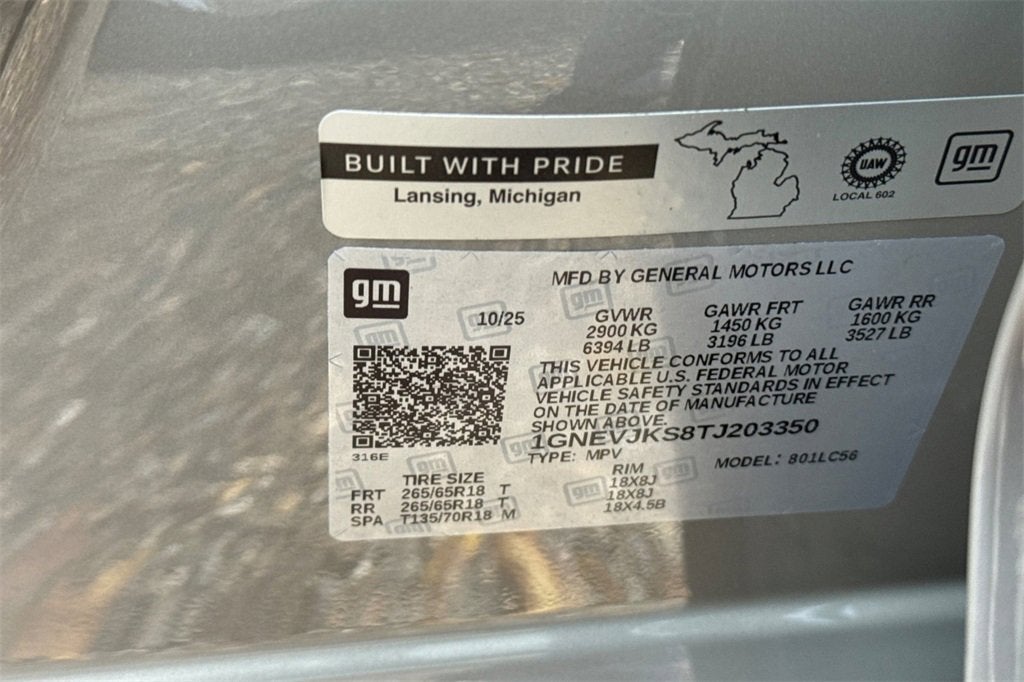 BUILT WITH PRIDE
Lansing, Michigan
UAW
LOCAL 602
gm
gm
MFD BY GENERAL MOTORS LLC
10/25
GVWR GAWR FRT GAWR RR
2900 KG 1450 KG 1600 KG
6394 LB 3196 LB 3527 LB
THIS VEHICLE CONFORMS TO ALL
APPLICABLE U.S. FEDERAL MOTOR
VEHICLE SAFETY STANDARDS IN EFFECT
ON THE DATE OF MANUFACTURE
SHOWN ABOVE.
1GNEVJKS8TJ203350
316E
TYPE: MPV MODEL: 801LC56
TIRE SIZE RIM
FRT 265/65R18 T 18X8J
RR 265/65R18 T 18X8J
SPA T135/70R18 M 18X4.5B